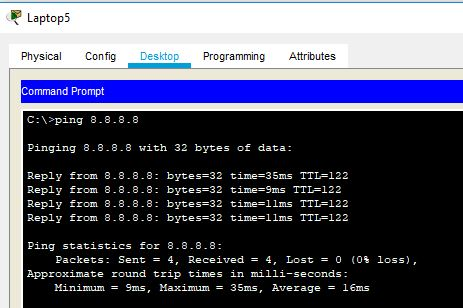 Laptop5
Physical Config Desktop Programming Attributes
Command Prompt
C:\>ping 8.8.8.8
Pinging 8.8.8.8 with 32 bytes of data:
Reply from 8.8.8.8: bytes=32 time=35ms TTL=122
Reply from 8.8.8.8: bytes=32 time=9ms TTL=122
Reply from 8.8.8.8: bytes=32 time=11ms TTL=122
Reply from 8.8.8.8: bytes=32 time=11ms TTL=122
Ping statistics for 8.8.8.8:
Packets: Sent = 4, Received = 4, Lost = 0 (0% loss),
Approximate round trip times in milli-seconds:
Minimum = 9ms, Maximum = 35ms, Average = 16ms